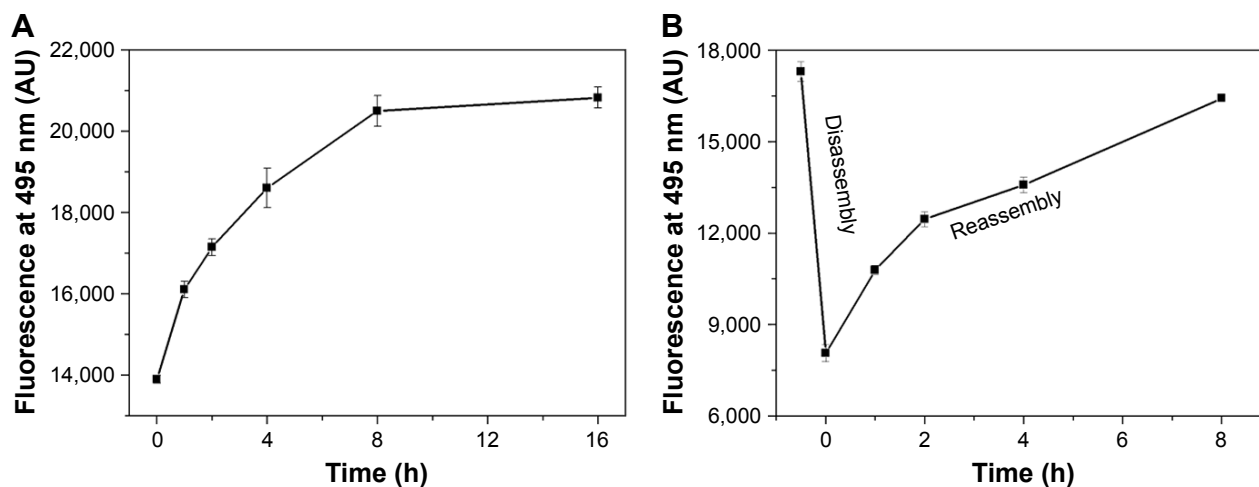 A
Fluorescence at 495 nm (AU)
22,000
20,000
18,000
16,000
14,000
0
4
8
12
16
Time (h)
B
Fluorescence at 495 nm (AU)
18,000
15,000
12,000
9,000
6,000
Disassembly
Reassembly
0
2
4
6
8
Time (h)